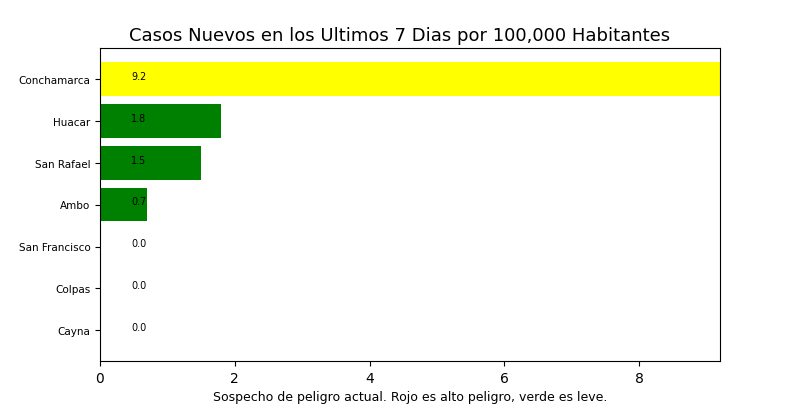 Casos Nuevos en los Ultimos 7 Dias por 100,000 Habitantes
Conchamarca 9.2
Huacar 1.8
San Rafael 1.5
Ambo 0.7
San Francisco 0.0
Colpas 0.0
Cayna 0.0
0 2 4 6 8
Sospecho de peligro actual. Rojo es alto peligro, verde es leve.